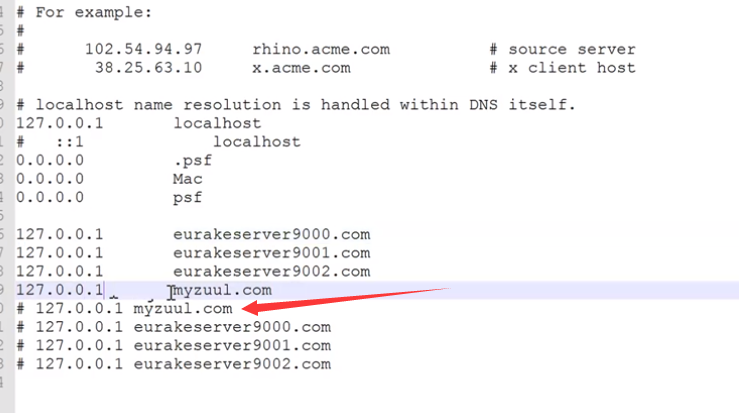 # For example:
#
# 102.54.94.97 rhino.acme.com # source server
# 38.25.63.10 x.acme.com # x client host
# localhost name resolution is handled within DNS itself.
127.0.0.1 localhost
# ::1 localhost
0.0.0.0 .psf
0.0.0.0 Mac
0.0.0.0 psf
127.0.0.1 eurakeserver9000.com
127.0.0.1 eurakeserver9001.com
127.0.0.1 eurakeserver9002.com
127.0.0.1 myzuul.com
# 127.0.0.1 myzuul.com
# 127.0.0.1 eurakeserver9000.com
# 127.0.0.1 eurakeserver9001.com
# 127.0.0.1 eurakeserver9002.com